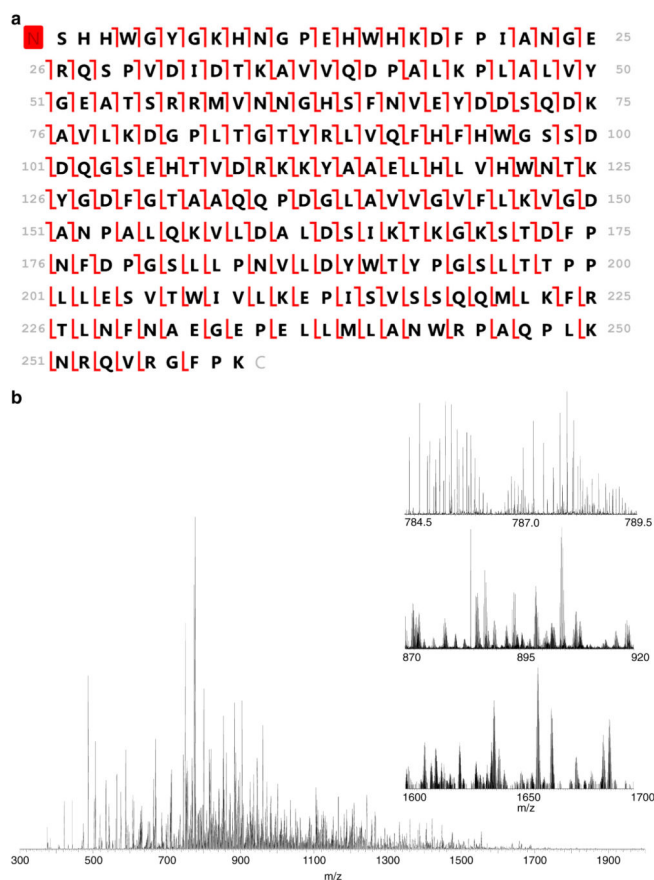 a
N S H H W G Y G K H N G P E H W H K D F P I A N G E 25
26 R Q S P V D I D T K A V V Q D P A L K P L A L V Y 50
51 G E A T S R R M V N N G H S F N V E Y D D S Q D K 75
76 A V L K D G P L T G T Y R L V Q F H F H W G S S D 100
101 D Q G S E H T V D R K K Y A A E L H L V H W N T K 125
126 Y G D F G T A A Q Q P D G L A V V G V F L K V G D 150
151 A N P A L Q K V L D A L D S I K T K G K S T D F P 175
176 N F D P G S L L P N V L D Y W T Y P G S L T T P P 200
201 L L E S V T W I V L K E P I S V S S Q Q M L K F R 225
226 T L N F N A E G E P E L L M L A N W R P A Q P L K 250
251 N R Q V R G F P K C
b
784.5 787.0 789.5
870 895 920
1600 1650 1700
m/z
300 500 700 900 1100 1300 1500 1700 1900
m/z